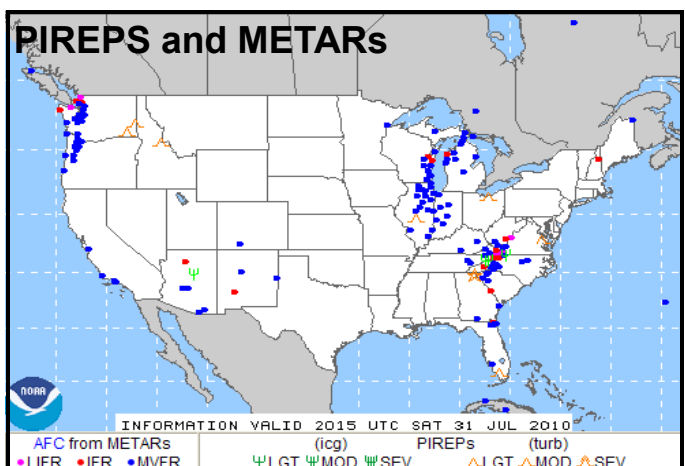 PIREPS and METARs
NOAA
INFORMATION VALID 2015 UTC SAT 31 JUL 2010
AFC from METARs (icg) PIREPs (turb)
LIFR IFR MVFR LGT MOD SEV LGT MOD SEV